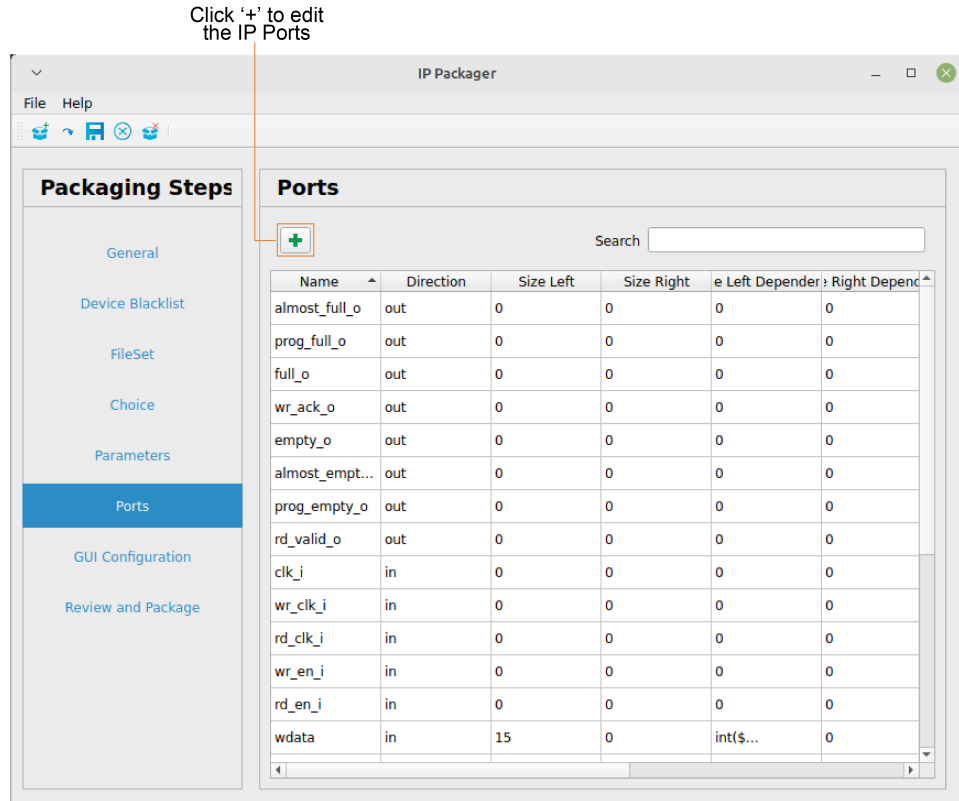 Click ‘+’ to edit
the IP Ports
IP Packager
File Help
Packaging Steps
General
Device Blacklist
FileSet
Choice
Parameters
Ports
GUI Configuration
Review and Package
Ports
Search
Name Direction Size Left Size Right e Left Depender Right Depend
almost_full_o out 0 0 0 0
prog_full_o out 0 0 0 0
full_o out 0 0 0 0
wr_ack_o out 0 0 0 0
empty_o out 0 0 0 0
almost_empt... out 0 0 0 0
prog_empty_o out 0 0 0 0
rd_valid_o out 0 0 0 0
clk_i in 0 0 0 0
wr_clk_i in 0 0 0 0
rd_clk_i in 0 0 0 0
wr_en_i in 0 0 0 0
rd_en_i in 0 0 0 0
wdata in 15 0 int($... 0